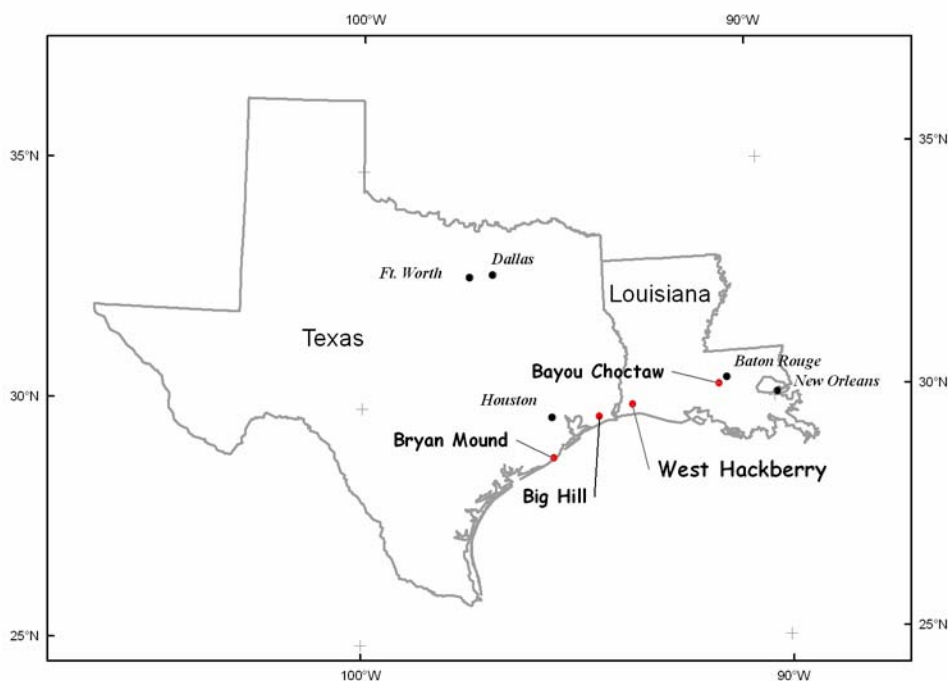 100°W
90°W
35°N
35°N
Dallas
Ft. Worth
Louisiana
Texas
Baton Rouge
Bayou Choctaw
New Orleans
30°N
30°N
Houston
Bryan Mound
West Hackberry
Big Hill
25°N
25°N
100°W
90°W